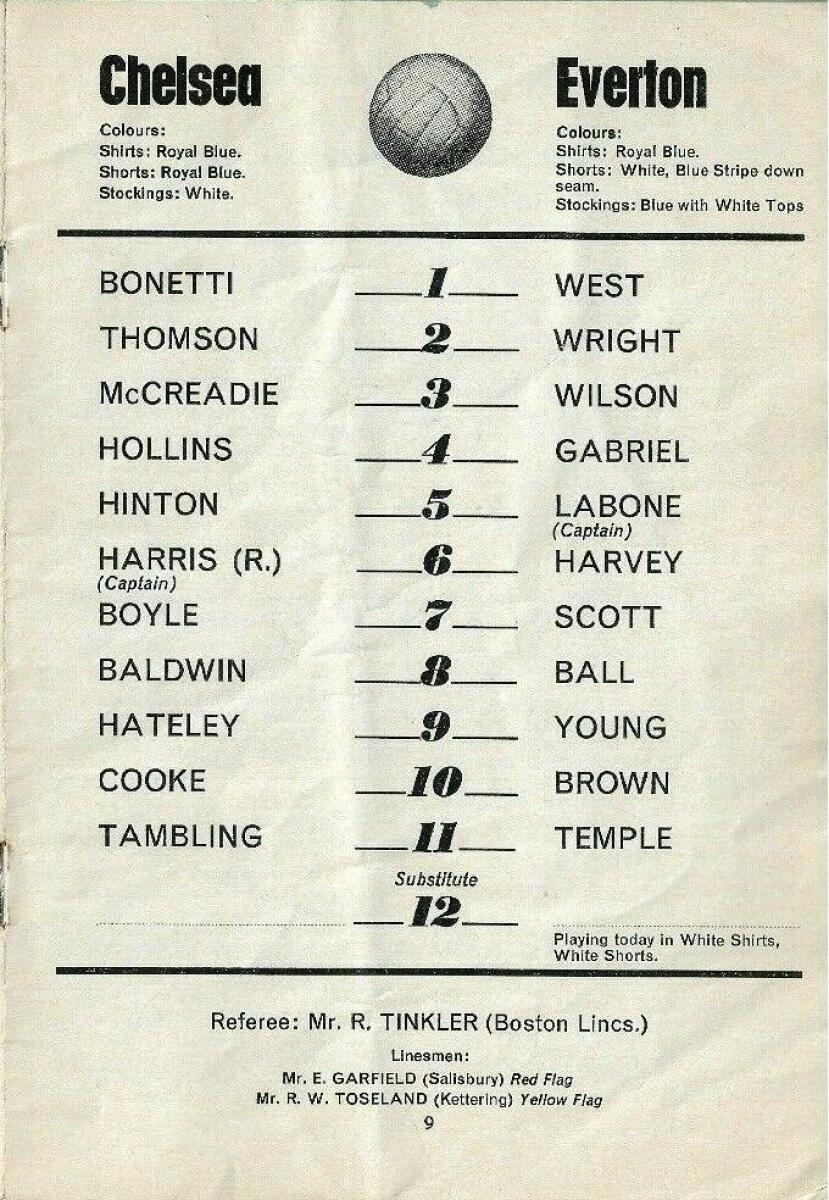 Chelsea
Colours:
Shirts: Royal Blue.
Shorts: Royal Blue.
Stockings: White.
Everton
Colours:
Shirts: Royal Blue.
Shorts: White, Blue Stripe down
seam.
Stockings: Blue with White Tops
BONETTI 1 WEST
THOMSON 2 WRIGHT
McCREADIE 3 WILSON
HOLLINS 4 GABRIEL
HINTON 5 LABONE
(Captain)
HARRIS (R.) 6 HARVEY
(Captain)
BOYLE 7 SCOTT
BALDWIN 8 BALL
HATELEY 9 YOUNG
COOKE 10 BROWN
TAMBLING 11 TEMPLE
Substitute
12
Playing today in White Shirts,
White Shorts.
Referee: Mr. R. TINKLER (Boston Lincs.)
Linesmen:
Mr. E. GARFIELD (Salisbury) Red Flag
Mr. R. W. TOSELAND (Kettering) Yellow Flag
9